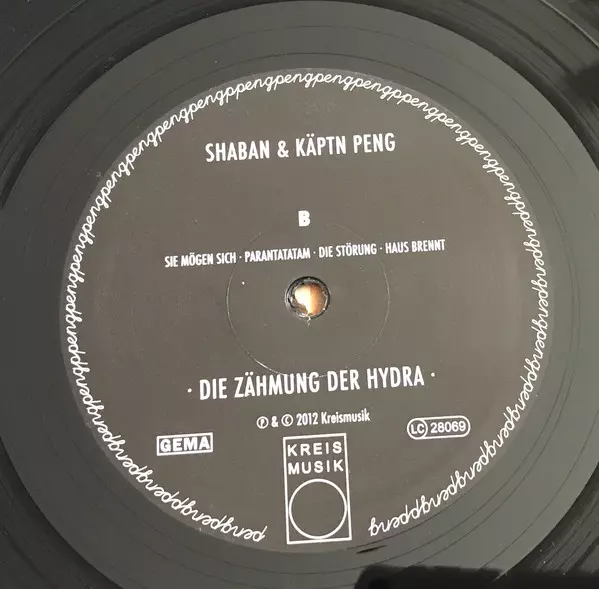 SHABAN & KÄPTN PENG
B
SIE MÖGEN SICH · PARANTATATAM · DIE STÖRUNG · HAUS BRENNT
· DIE ZÄHMUNG DER HYDRA ·
℗ & © 2012 Kreismusik
GEMA
LC 28069
KREIS
MUSIK